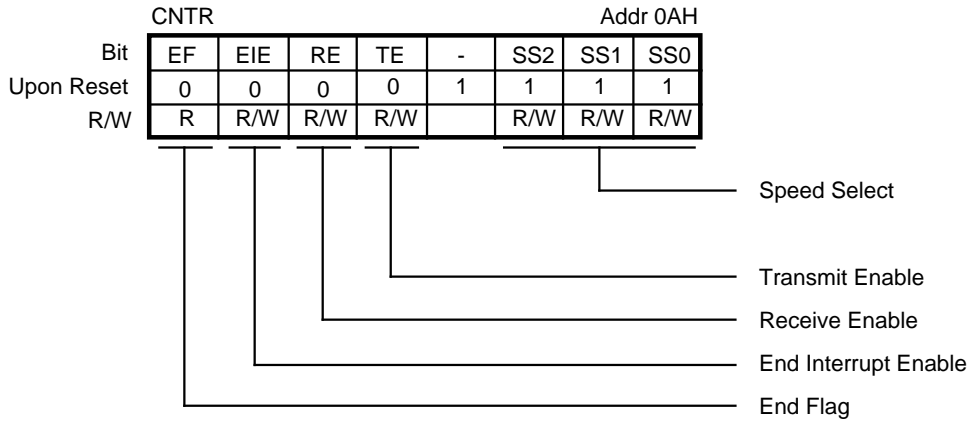 CNTR Addr 0AH
Bit EF EIE RE TE - SS2 SS1 SS0
Upon Reset 0 0 0 0 1 1 1 1
R/W R R/W R/W R/W R/W R/W R/W
Speed Select
Transmit Enable
Receive Enable
End Interrupt Enable
End Flag